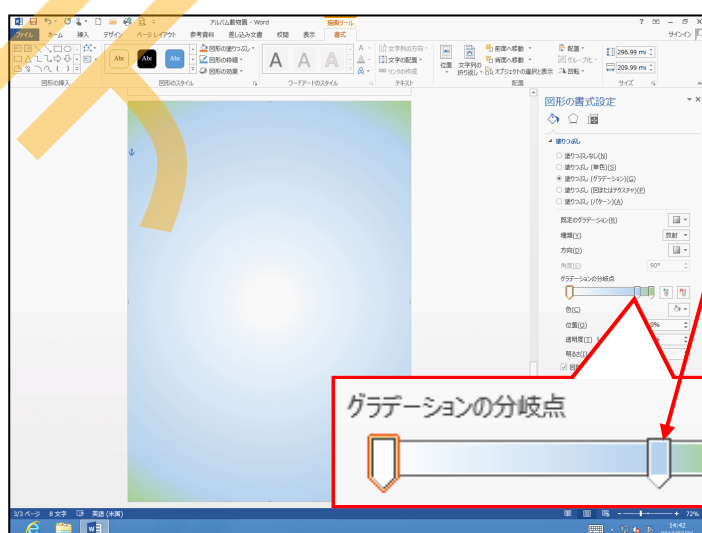 アルバム動物園 - Word
描画ツール
サインイン
ファイル ホーム 挿入 デザイン ページ レイアウト 参考資料 差し込み文書 校閲 表示 書式
Abc Abc Abc
図形の塗りつぶし
図形の枠線
図形の効果
A A A
文字列の方向
文字の配置
リンクの作成
位置
文字列の
折り返し
前面へ移動
背面へ移動
オブジェクトの選択と表示
配置
グループ化
回転
296.99 mi
209.99 mi
図形の挿入 図形のスタイル ワードアートのスタイル テキスト 配置 サイズ
図形の書式設定
塗りつぶし
塗りつぶしなし(N)
塗りつぶし (単色)(S)
塗りつぶし (グラデーション)(G)
塗りつぶし (図またはテクスチャ)(P)
塗りつぶし (パターン)(A)
既定のグラデーション(R)
種類(Y) 放射
方向(D)
角度(E) 90°
グラデーションの分岐点
色(C)
位置(O) 0%
透明度(T)
明るさ(I)
グラデーションの分岐点
3/3 ページ 8 文字 英語 (米国)
72%
14:42